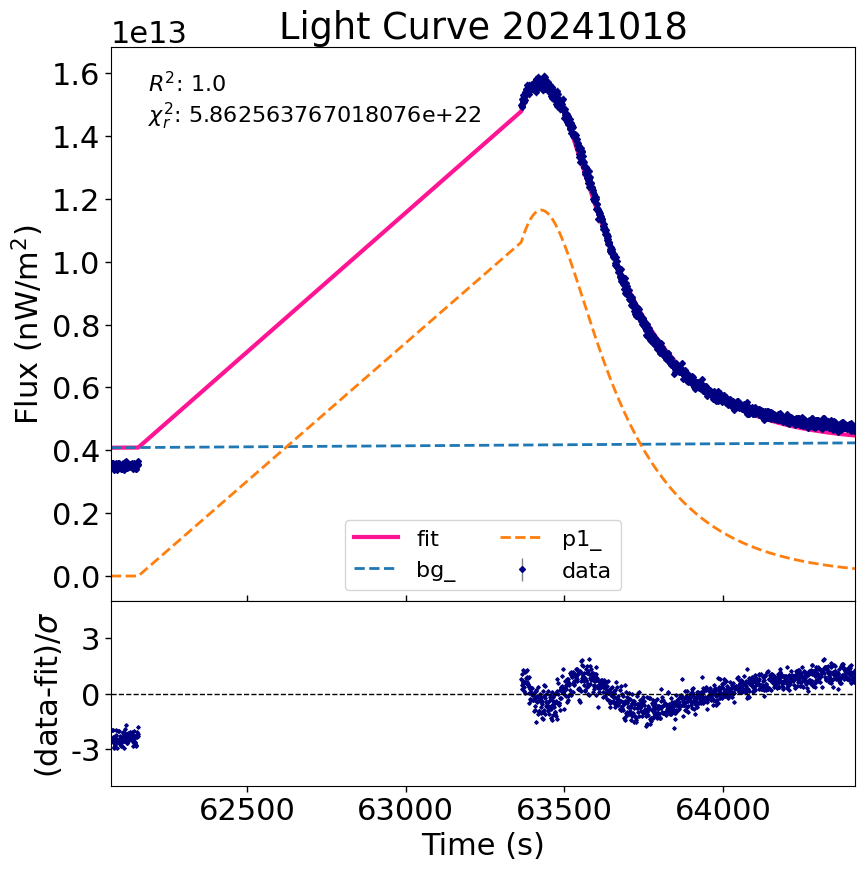 Light Curve 20241018
1e13
R²: 1.0
χ²ᵣ: 5.862563767018076e+22
Flux (nW/m²)
1.6
1.4
1.2
1.0
0.8
0.6
0.4
0.2
0.0
fit
bg_
p1_
data
(data-fit)/σ
3
0
-3
62500 63000 63500 64000
Time (s)